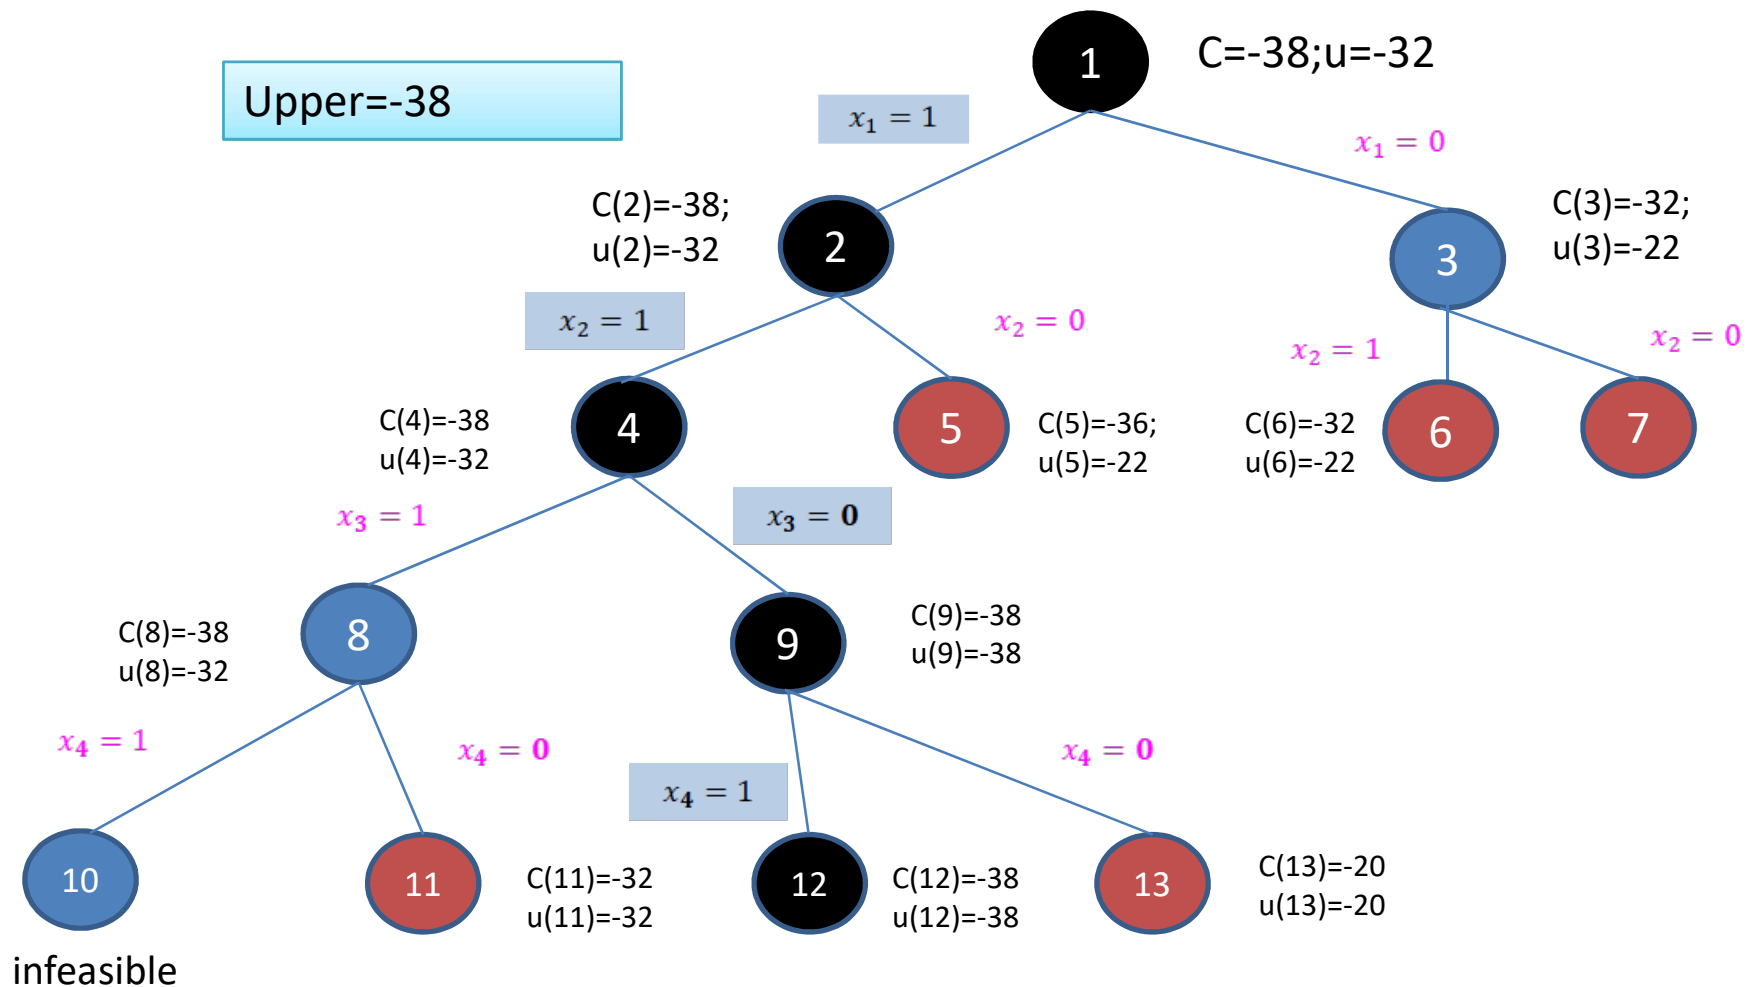 1
C=-38;u=-32
Upper=-38
x₁ = 1
x₁ = 0
C(2)=-38;
u(2)=-32
2
3
C(3)=-32;
u(3)=-22
x₂ = 1
x₂ = 0
x₂ = 1
x₂ = 0
C(4)=-38
u(4)=-32
4
5
C(5)=-36;
u(5)=-22
C(6)=-32
u(6)=-22
6
7
x₃ = 1
x₃ = 0
C(8)=-38
u(8)=-32
8
9
C(9)=-38
u(9)=-38
x₄ = 1
x₄ = 0
x₄ = 1
x₄ = 0
10
11
C(11)=-32
u(11)=-32
12
C(12)=-38
u(12)=-38
13
C(13)=-20
u(13)=-20
infeasible